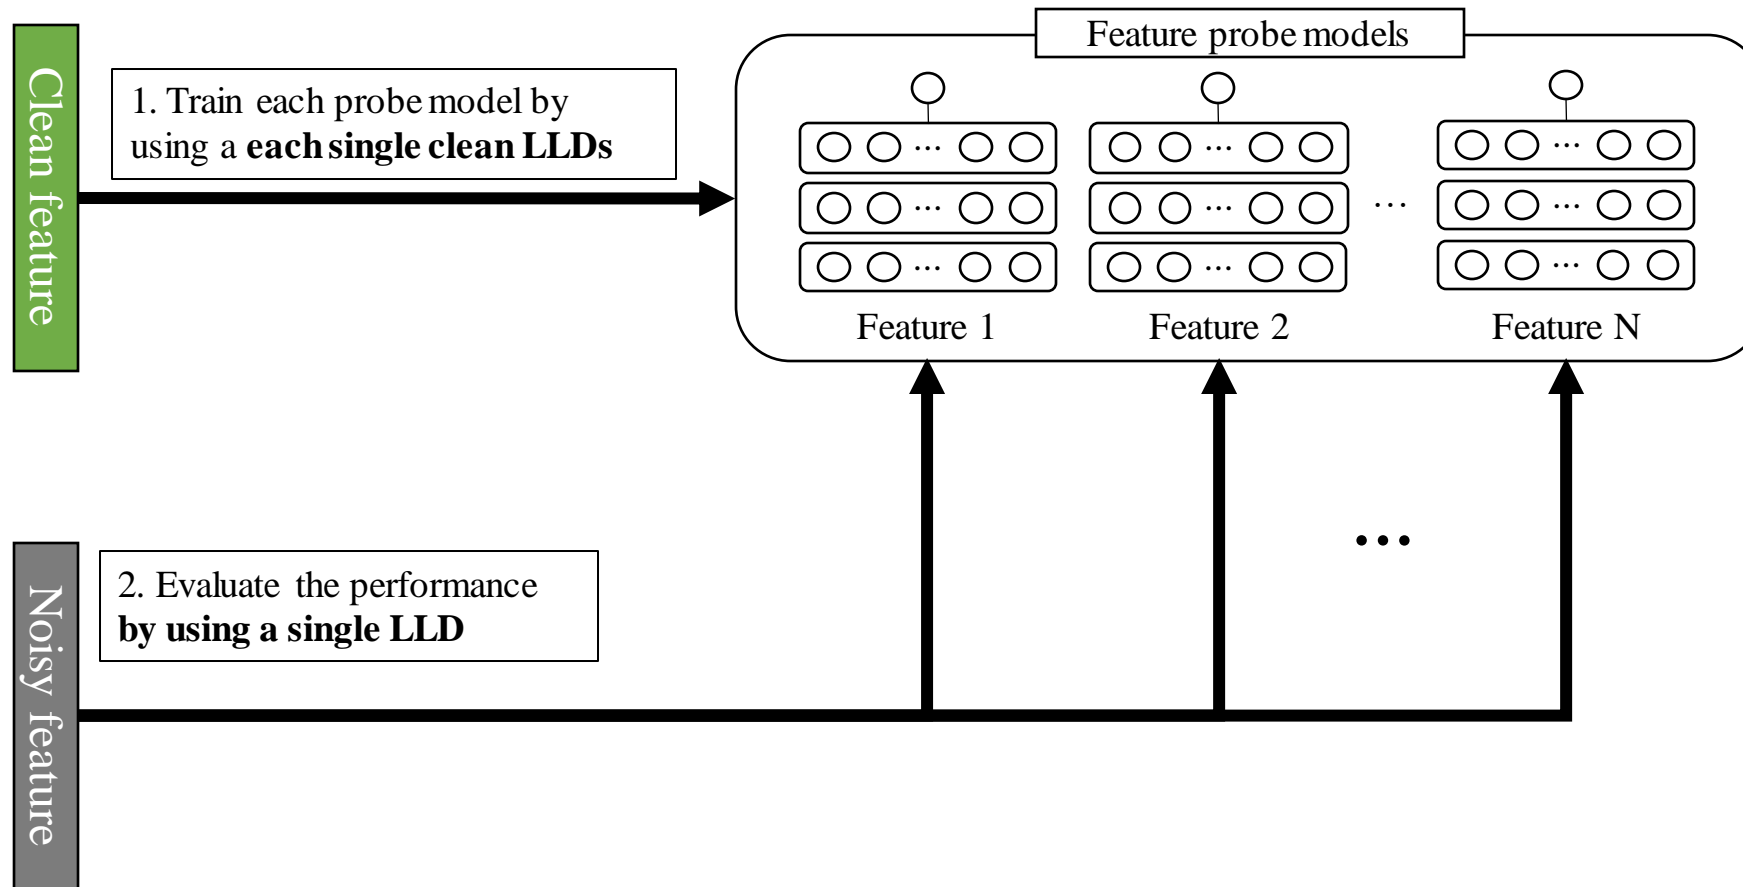 Clean feature
1. Train each probe model by
using a each single clean LLDs
Feature probe models
...
...
...
...
...
...
...
...
...
...
Feature 1
Feature 2
Feature N
...
Noisy feature
2. Evaluate the performance
by using a single LLD